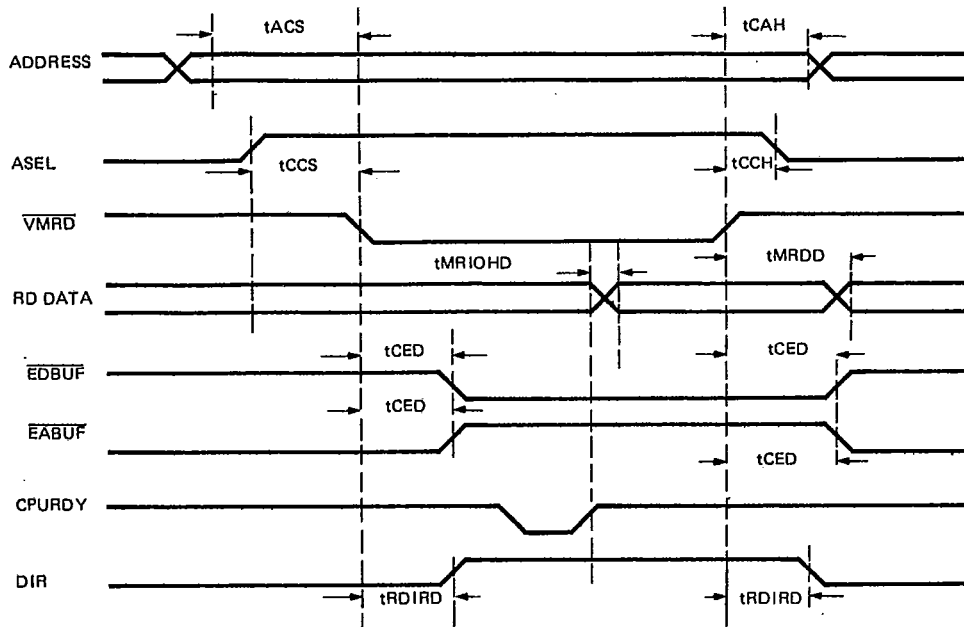 tACS
tCAH
ADDRESS
ASEL
tCCS
tCCH
VMRD
tMRIOHD
tMRDD
RD DATA
tCED
tCED
EDBUF
tCED
EABUF
tCED
CPURDY
DIR
tRDIRD
tRDIRD